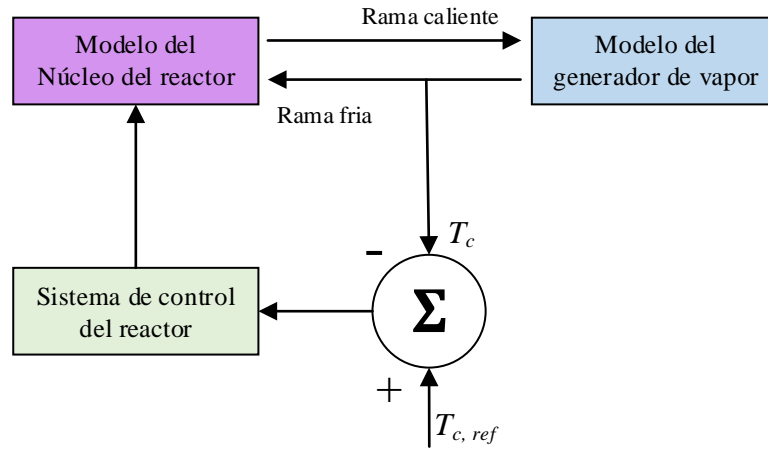 Rama caliente
Modelo del
Núcleo del reactor
Modelo del
generador de vapor
Rama fria
T_c
-
Sistema de control
del reactor
Σ
+
T_{c, ref}